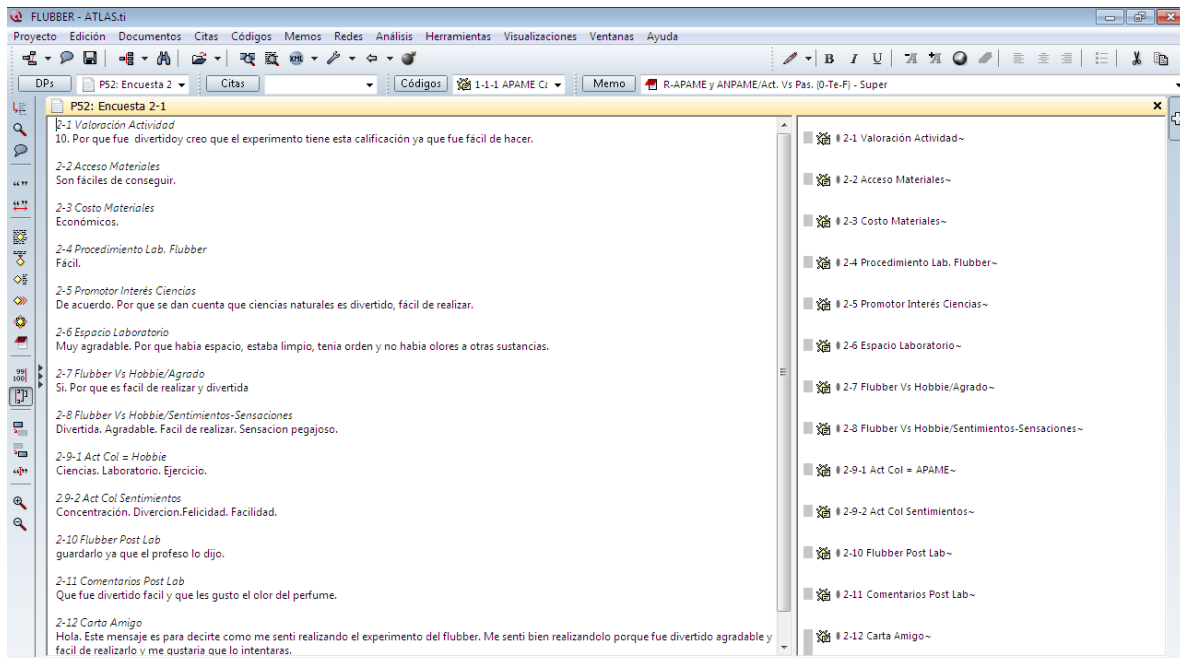 FLUBBER - ATLAS.ti
Proyecto Edición Documentos Citas Códigos Memos Redes Análisis Herramientas Visualizaciones Ventanas Ayuda
XML B I U
DPs P52: Encuesta 2 Citas Códigos 1-1-1 APAME Memo R-APAME y ANPAME/Act. Vs Pas. {0-Te-F} - Super
P52: Encuesta 2-1
2-1 Valoración Actividad
10. Por que fue divertidoy creo que el experimento tiene esta calificación ya que fue fácil de hacer.
2-2 Acceso Materiales
Son fáciles de conseguir.
2-3 Costo Materiales
Económicos.
2-4 Procedimiento Lab. Flubber
Fácil.
2-5 Promotor Interés Ciencias
De acuerdo. Por que se dan cuenta que ciencias naturales es divertido, fácil de realizar.
2-6 Espacio Laboratorio
Muy agradable. Por que habia espacio, estaba limpio, tenia orden y no habia olores a otras sustancias.
2-7 Flubber Vs Hobbie/Agrado
Si. Por que es facil de realizar y divertida
2-8 Flubber Vs Hobbie/Sentimientos-Sensaciones
Divertida. Agradable. Facil de realizar. Sensacion pegajoso.
2-9-1 Act Col = Hobbie
Ciencias. Laboratorio. Ejercicio.
2.9-2 Act Col Sentimientos
Concentración. Divercion.Felicidad. Facilidad.
2-10 Flubber Post Lab
guardarlo ya que el profeso lo dijo.
2-11 Comentarios Post Lab
Que fue divertido facil y que les gusto el olor del perfume.
2-12 Carta Amigo
Hola. Este mensaje es para decirte como me senti realizando el experimento del flubber. Me senti bien realizandolo porque fue divertido agradable y
facil de realizarlo y me gustaria que lo intentaras.
2-1 Valoración Actividad~
2-2 Acceso Materiales~
2-3 Costo Materiales~
2-4 Procedimiento Lab. Flubber~
2-5 Promotor Interés Ciencias~
2-6 Espacio Laboratorio~
2-7 Flubber Vs Hobbie/Agrado~
2-8 Flubber Vs Hobbie/Sentimientos-Sensaciones~
2-9-1 Act Col = APAME~
2-9-2 Act Col Sentimientos~
2-10 Flubber Post Lab~
2-11 Comentarios Post Lab~
2-12 Carta Amigo~